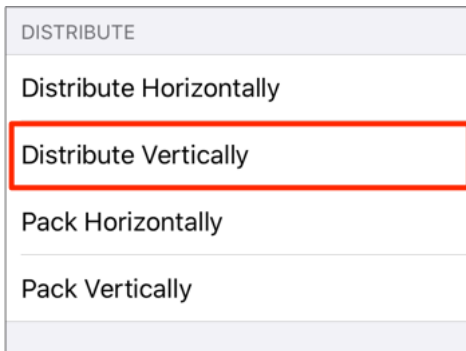 DISTRIBUTE
Distribute Horizontally
Distribute Vertically
Pack Horizontally
Pack Vertically